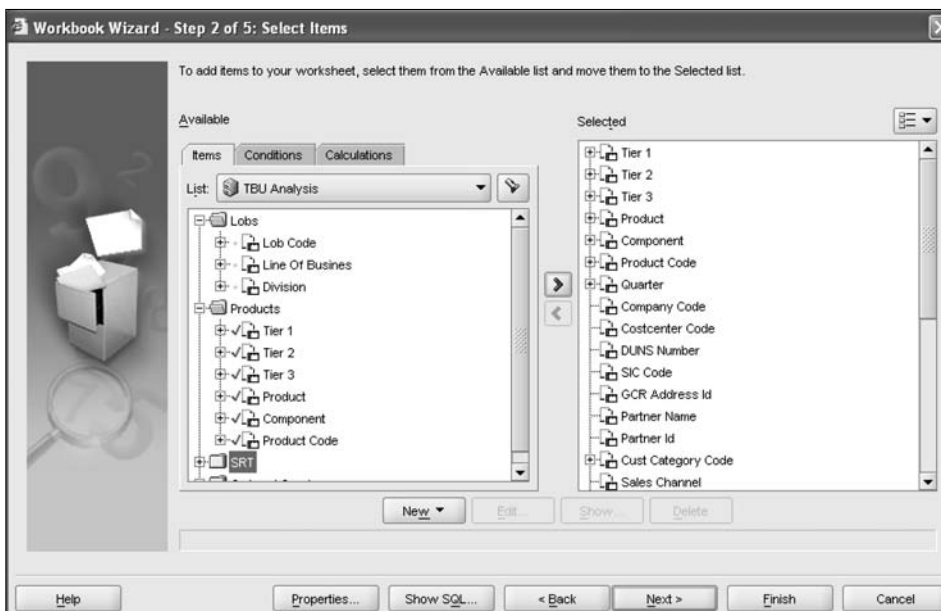 Workbook Wizard - Step 2 of 5: Select Items
To add items to your worksheet, select them from the Available list and move them to the Selected list.
Available
Items
Conditions
Calculations
List:
TBU Analysis
Lobs
Lob Code
Line Of Busines
Division
Products
Tier 1
Tier 2
Tier 3
Product
Component
Product Code
SRT
Selected
Tier 1
Tier 2
Tier 3
Product
Component
Product Code
Quarter
Company Code
Costcenter Code
DUNS Number
SIC Code
GCR Address Id
Partner Name
Partner Id
Cust Category Code
Sales Channel
New
Edit...
Show...
Delete
Help
Properties...
Show SQL...
< Back
Next >
Finish
Cancel